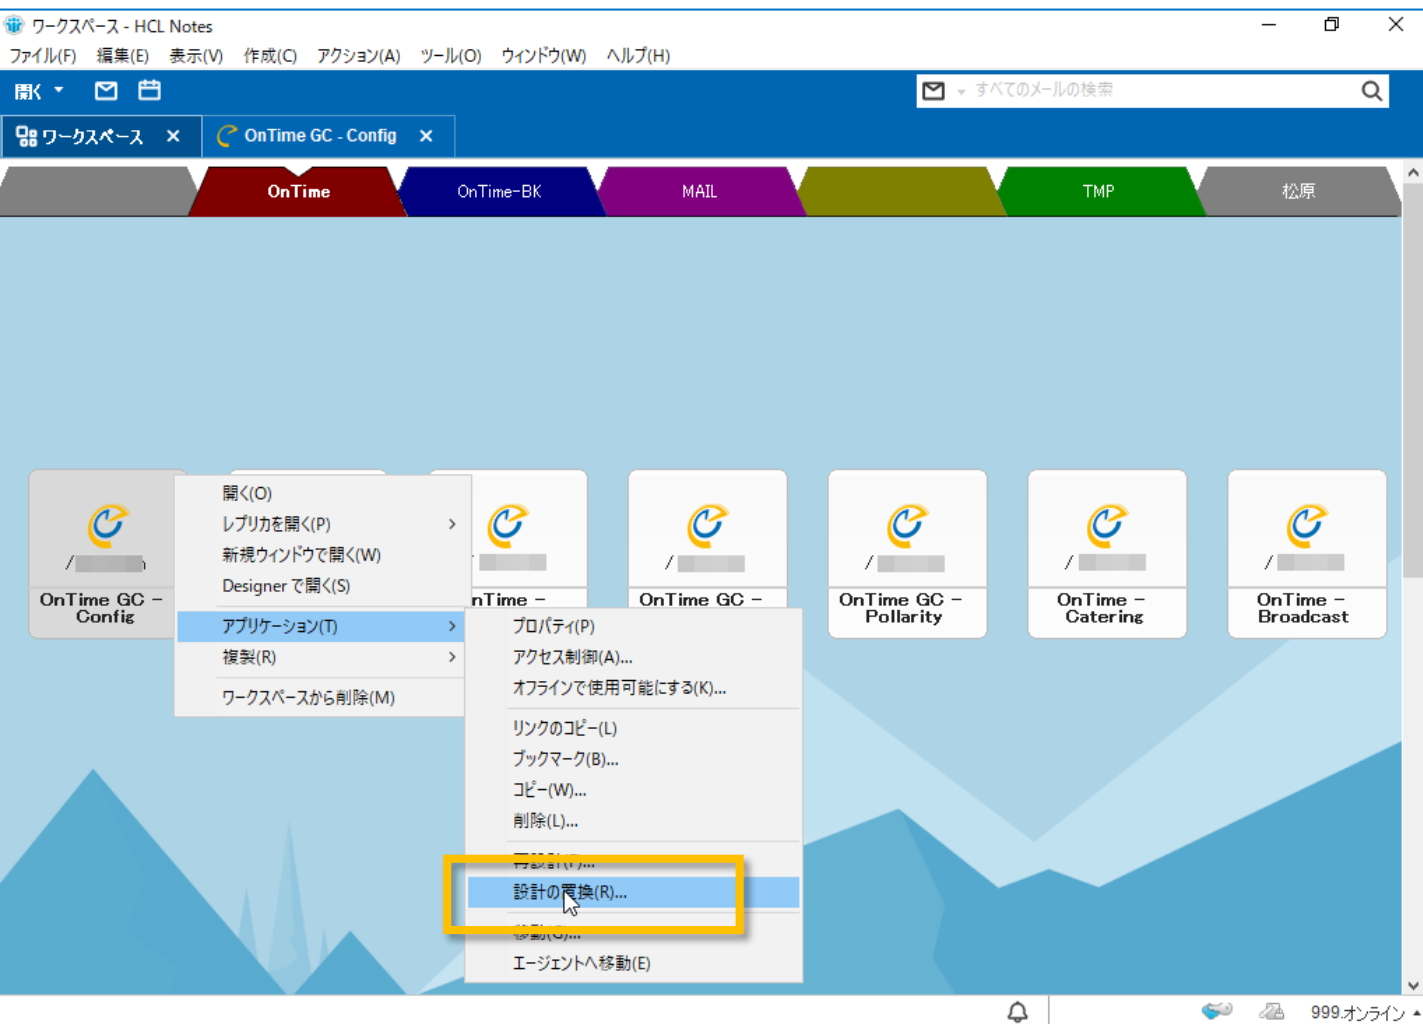 ワークスペース - HCL Notes
ファイル(F) 編集(E) 表示(V) 作成(C) アクション(A) ツール(O) ウィンドウ(W) ヘルプ(H)
開く すべてのメールの検索
ワークスペース × OnTime GC - Config ×
OnTime OnTime-BK MAIL TMP 松原
開く(O)
レプリカを開く(P)
新規ウィンドウで開く(W)
Designer で開く(S)
アプリケーション(T)
複製(R)
ワークスペースから削除(M)
/ / / / /
OnTime GC -
Config
nTime -
OnTime GC -
OnTime GC -
Pollarity
OnTime -
Catering
OnTime -
Broadcast
プロパティ(P)
アクセス制御(A)...
オフラインで使用可能にする(K)...
リンクのコピー(L)
ブックマーク(B)...
コピー(W)...
削除(L)...
再設計(F)...
設計の置換(R)...
移動(G)...
エージェントへ移動(E)
999.オンライン